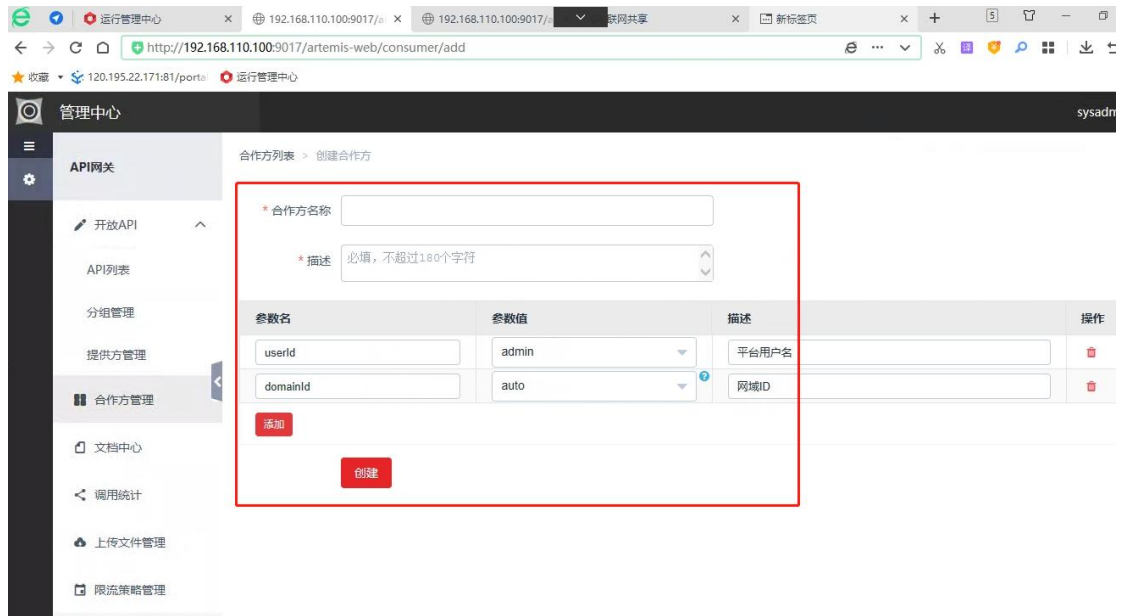 运行管理中心
192.168.110.100:9017/a
192.168.110.100:9017/a
联网共享
新标签页
5
http://192.168.110.100:9017/artemis-web/consumer/add
收藏
120.195.22.171:81/porta
运行管理中心
管理中心
sysadm
API网关
合作方列表 > 创建合作方
* 合作方名称
开放API
* 描述
必填，不超过180个字符
API列表
分组管理
参数名 参数值 描述 操作
提供方管理
userId admin 平台用户名
domainId auto 网域ID
合作方管理
添加
文档中心
创建
调用统计
上传文件管理
限流策略管理